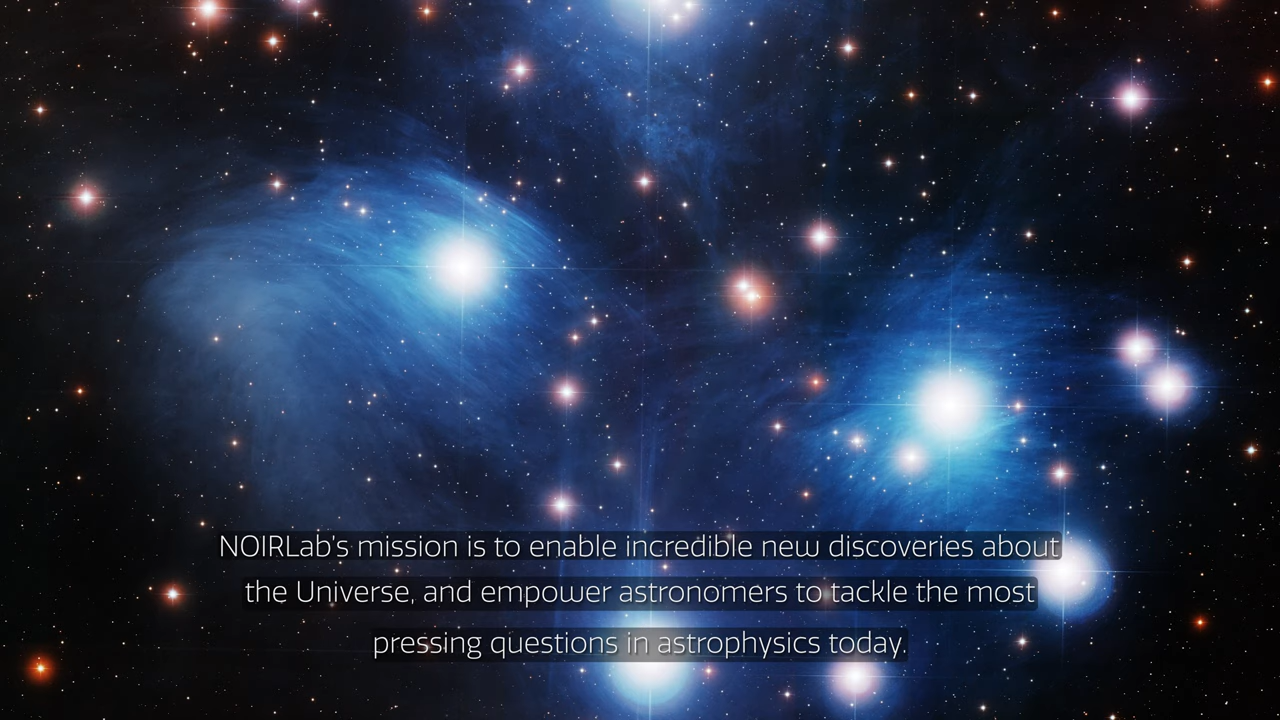 NOIRLab's mission is to enable incredible new discoveries about
the Universe, and empower astronomers to tackle the most
pressing questions in astrophysics today.